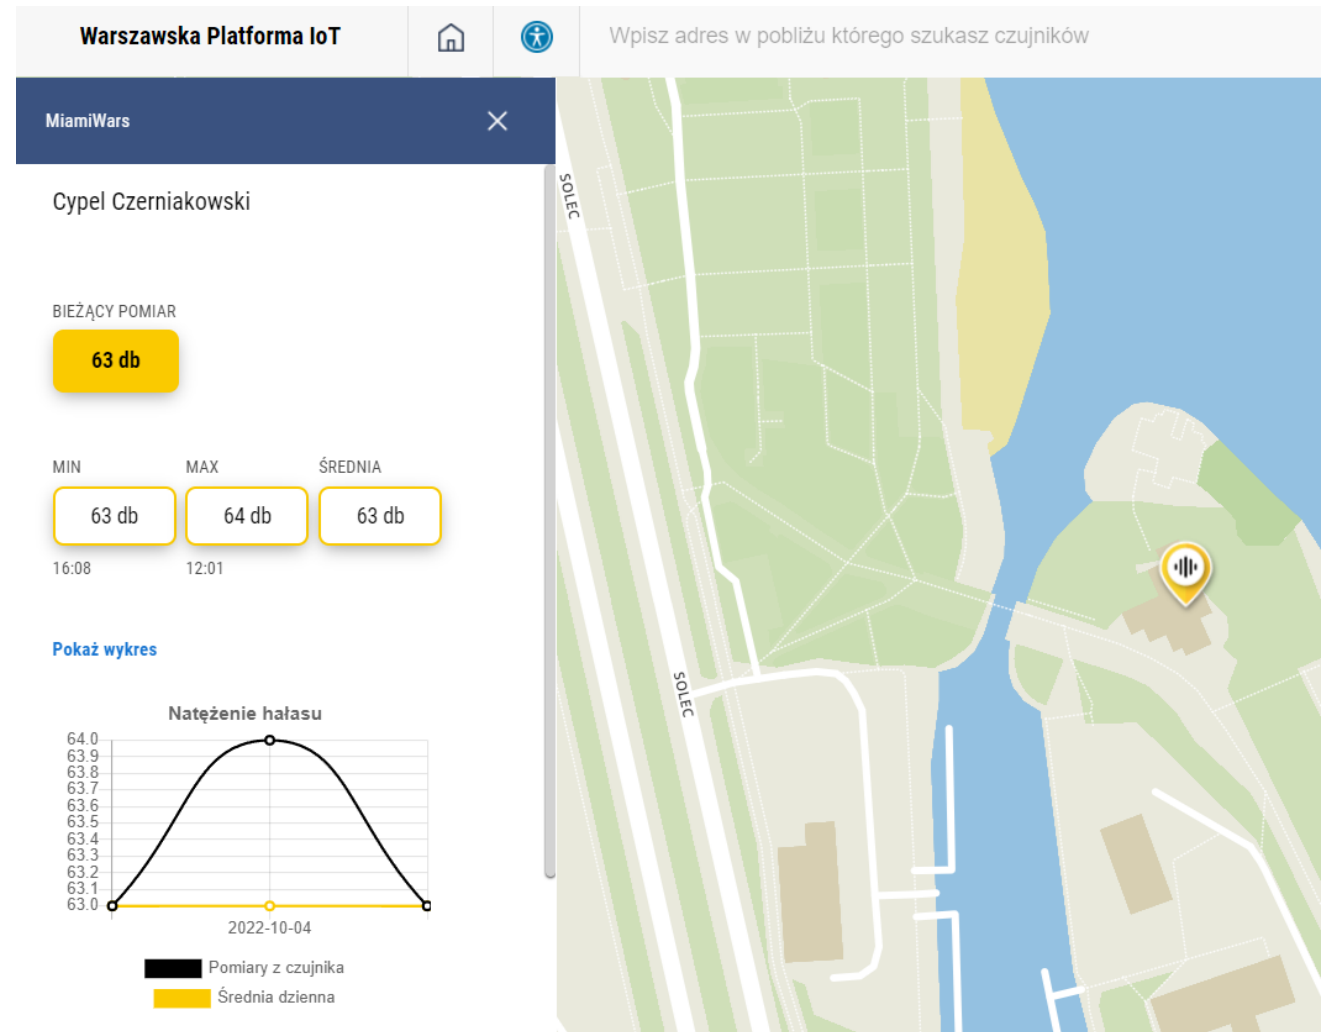 Warszawska Platforma IoT
Wpisz adres w pobliżu którego szukasz czujników
MiamiWars
Cypel Czerniakowski
BIEŻĄCY POMIAR
63 db
MIN MAX ŚREDNIA
63 db 64 db 63 db
16:08 12:01
Pokaż wykres
Natężenie hałasu
64.0
63.9
63.8
63.7
63.6
63.5
63.4
63.3
63.2
63.1
63.0
2022-10-04
Pomiary z czujnika
Średnia dzienna
SOLEC
SOLEC